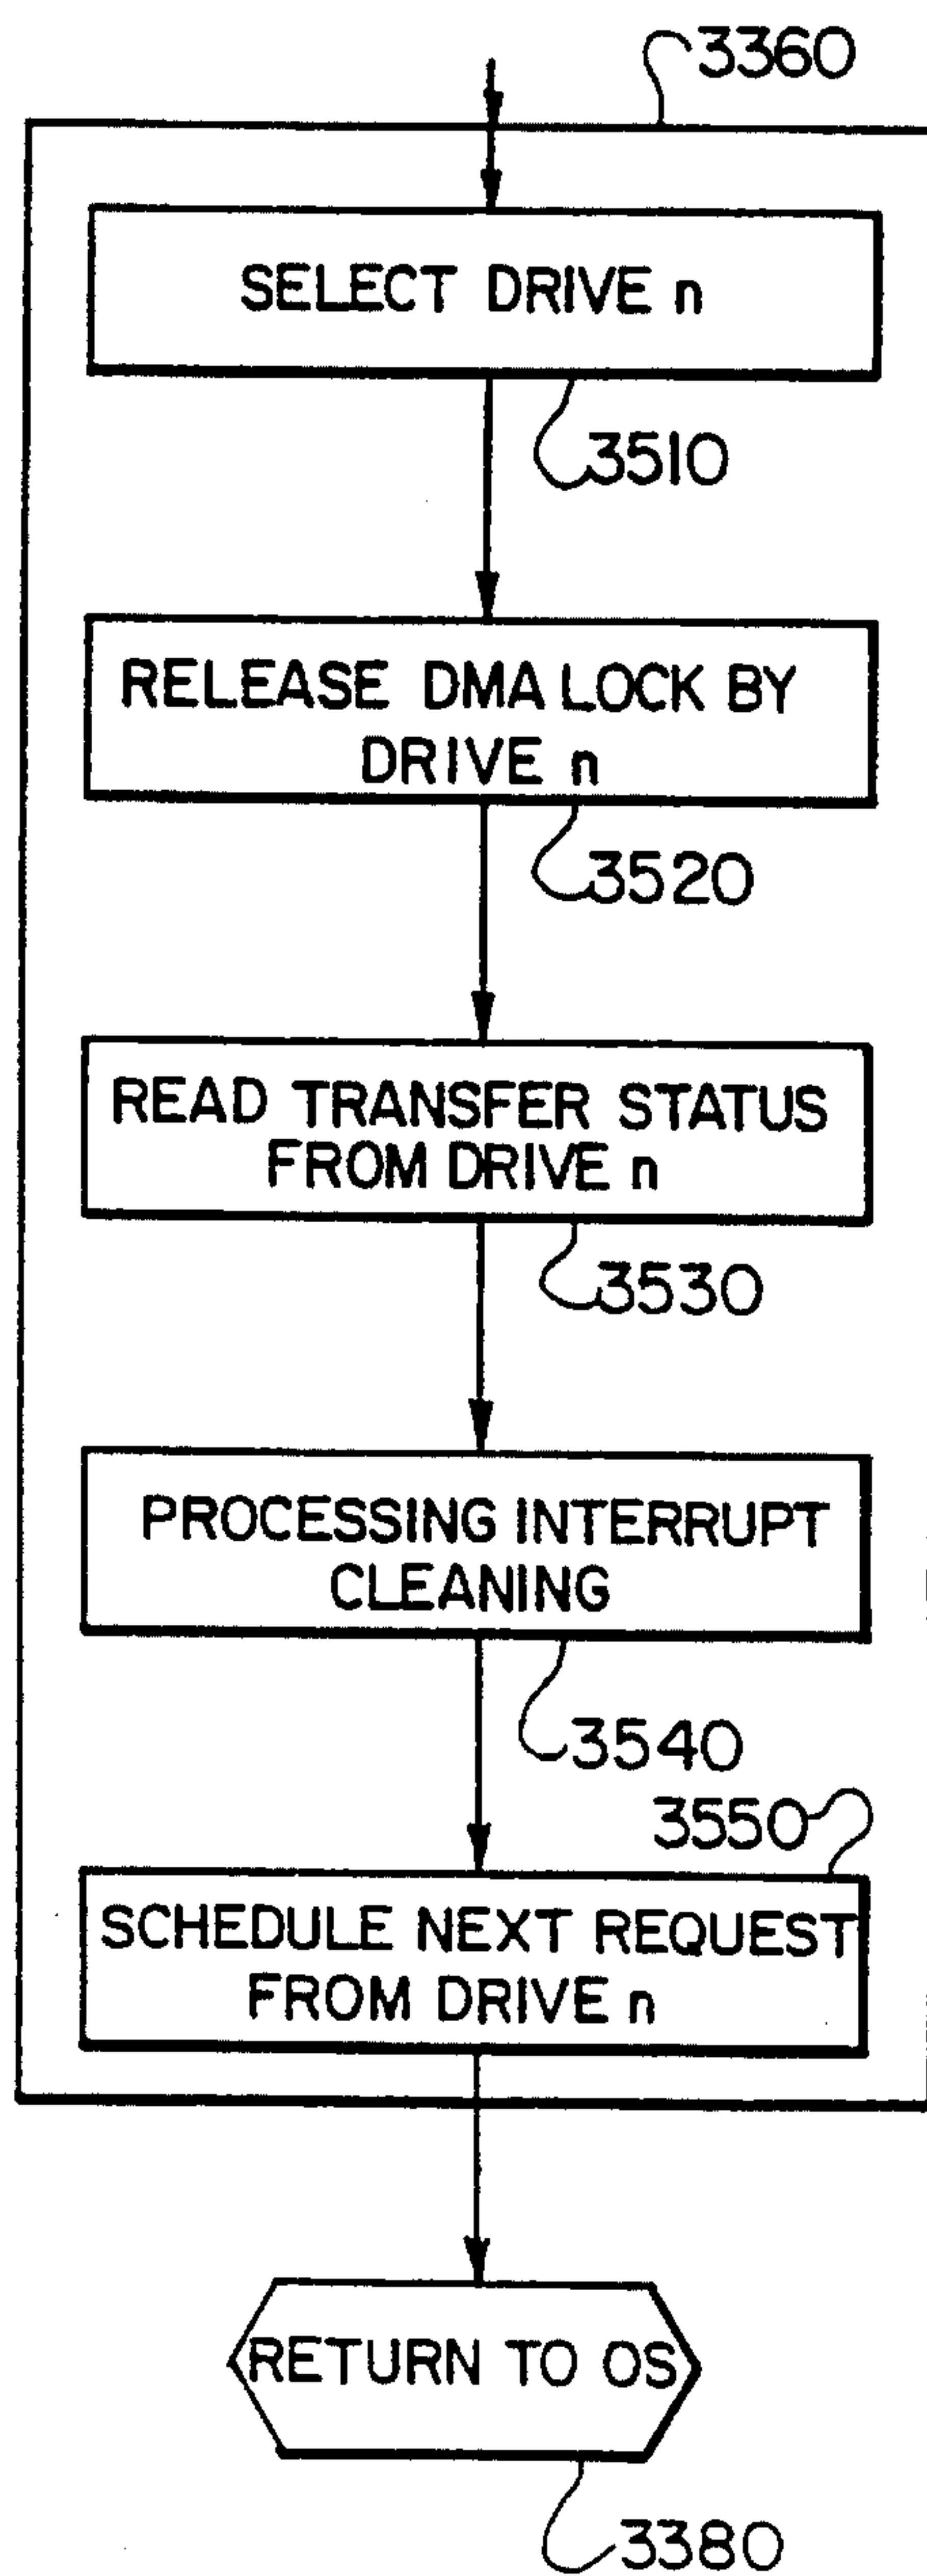 3360
SELECT DRIVE n
3510
RELEASE DMA LOCK BY
DRIVE n
3520
READ TRANSFER STATUS
FROM DRIVE n
3530
PROCESSING INTERRUPT
CLEANING
3540
3550
SCHEDULE NEXT REQUEST
FROM DRIVE n
RETURN TO OS
3380